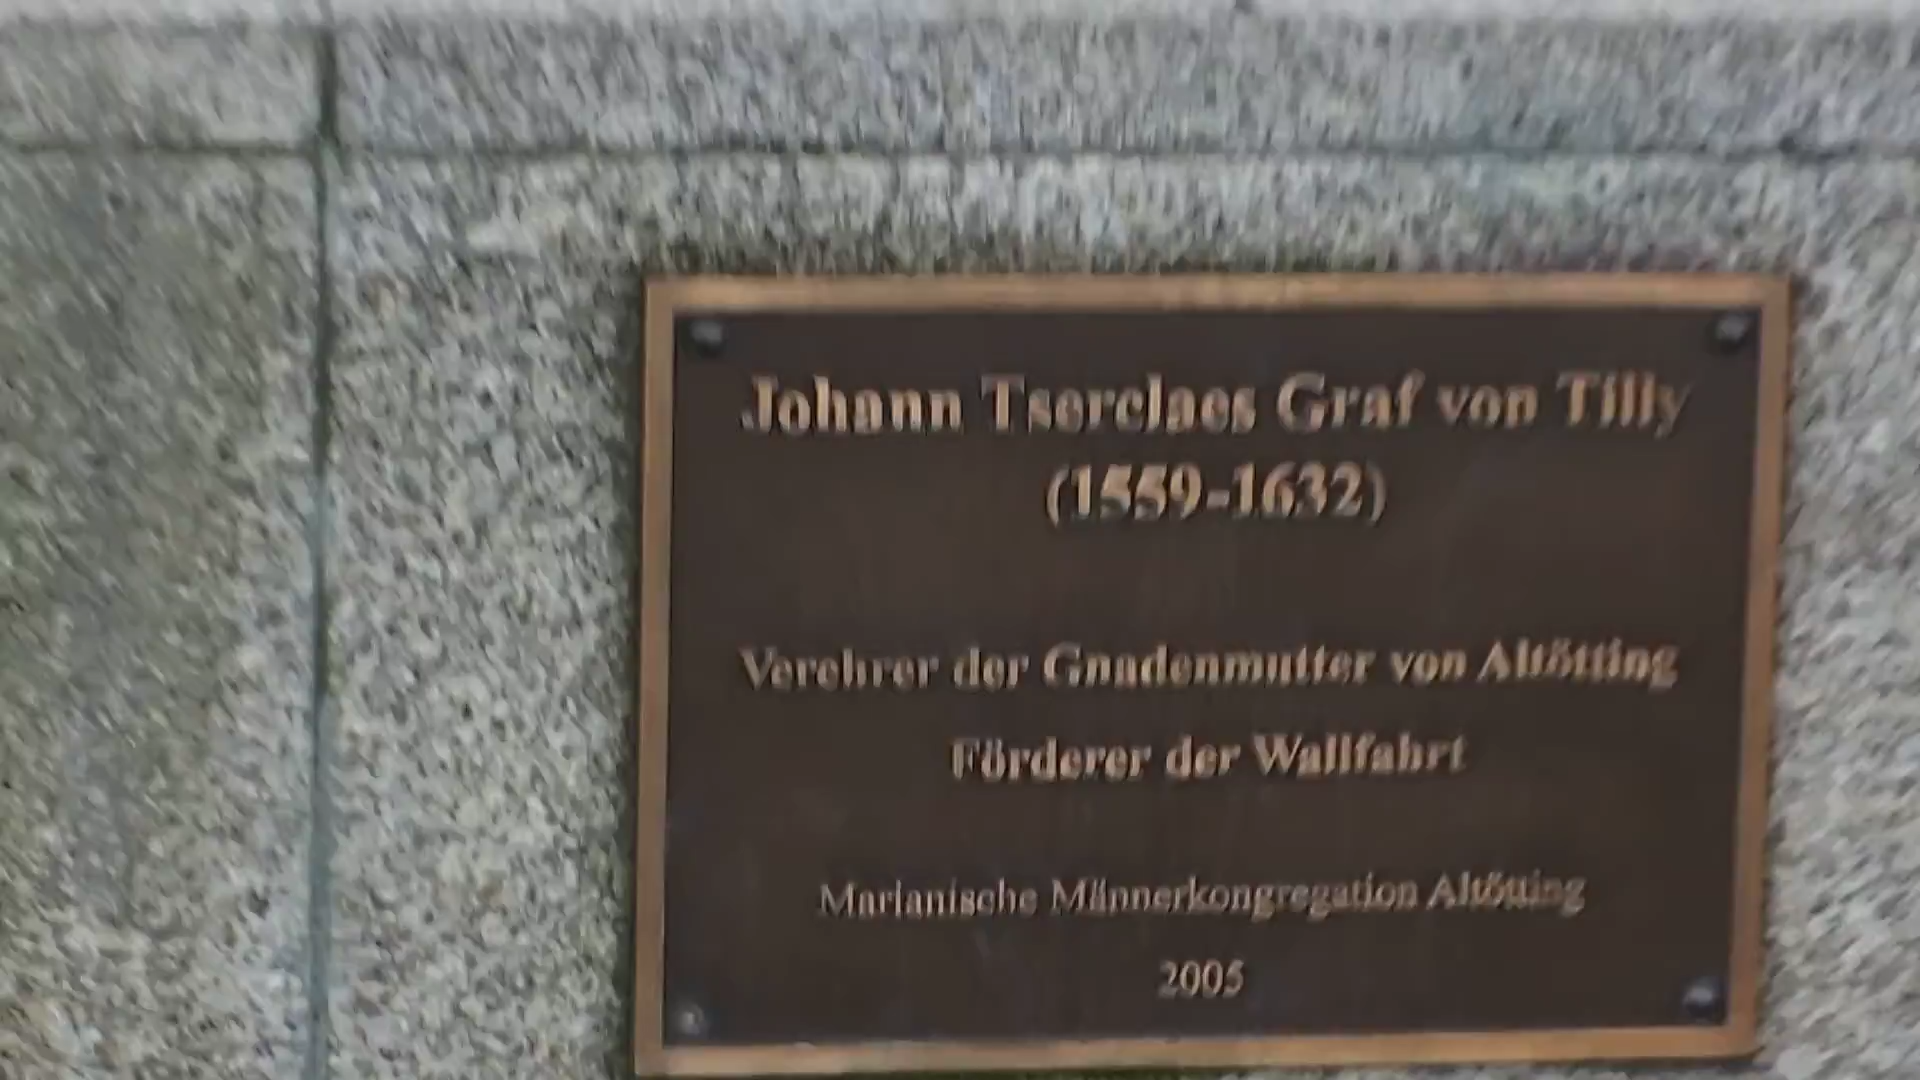 Johann Tserclaes Graf von Tilly
(1559-1632)
Verehrer der Gnadenmutter von Altötting
Förderer der Wallfahrt
Marianische Männerkongregation Altötting
2005